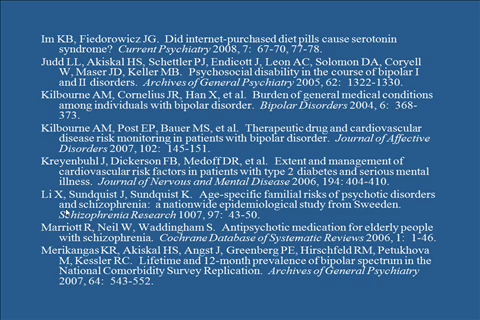 Im KB, Fiedorowicz JG. Did internet-purchased diet pills cause serotonin
syndrome? Current Psychiatry 2008, 7: 67-70, 77-78.
Judd LL, Akiskal HS, Schettler PJ, Endicott J, Leon AC, Solomon DA, Coryell
W, Maser JD, Keller MB. Psychosocial disability in the course of bipolar I
and II disorders. Archives of General Psychiatry 2005, 62: 1322-1330.
Kilbourne AM, Cornelius JR, Han X, et al. Burden of general medical conditions
among individuals with bipolar disorder. Bipolar Disorders 2004, 6: 368-
373.
Kilbourne AM, Post EP, Bauer MS, et al. Therapeutic drug and cardiovascular
disease risk monitoring in patients with bipolar disorder. Journal of Affective
Disorders 2007, 102: 145-151.
Kreyenbuhl J, Dickerson FB, Medoff DR, et al. Extent and management of
cardiovascular risk factors in patients with type 2 diabetes and serious mental
illness. Journal of Nervous and Mental Disease 2006, 194: 404-410.
Li X, Sundquist J, Sundquist K. Age-specific familial risks of psychotic disorders
and schizophrenia: a nationwide epidemiological study from Sweeden.
Schizophrenia Research 1007, 97: 43-50.
Marriott R, Neil W, Waddingham S. Antipsychotic medication for elderly people
with schizophrenia. Cochrane Database of Systematic Reviews 2006, 1: 1-46.
Merikangas KR, Akiskal HS, Angst J, Greenberg PE, Hirschfeld RM, Petukhova
M, Kessler RC. Lifetime and 12-month prevalence of bipolar spectrum in the
National Comorbidity Survey Replication. Archives of General Psychiatry
2007, 64: 543-552.